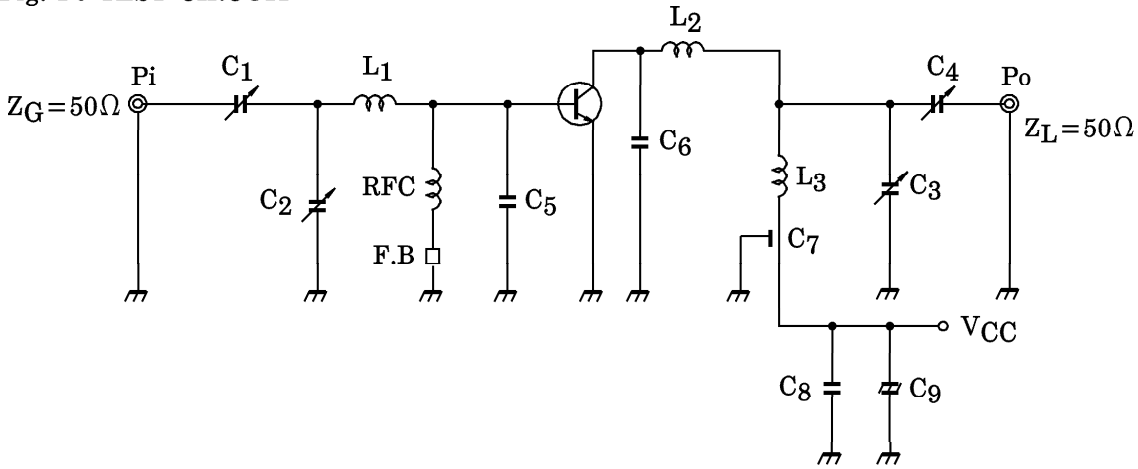 L2
Pi
C1
L1
C4
Po
ZG=50Ω
ZL=50Ω
C6
RFC
L3
C2
C5
C3
C7
F.B
VCC
C8
C9